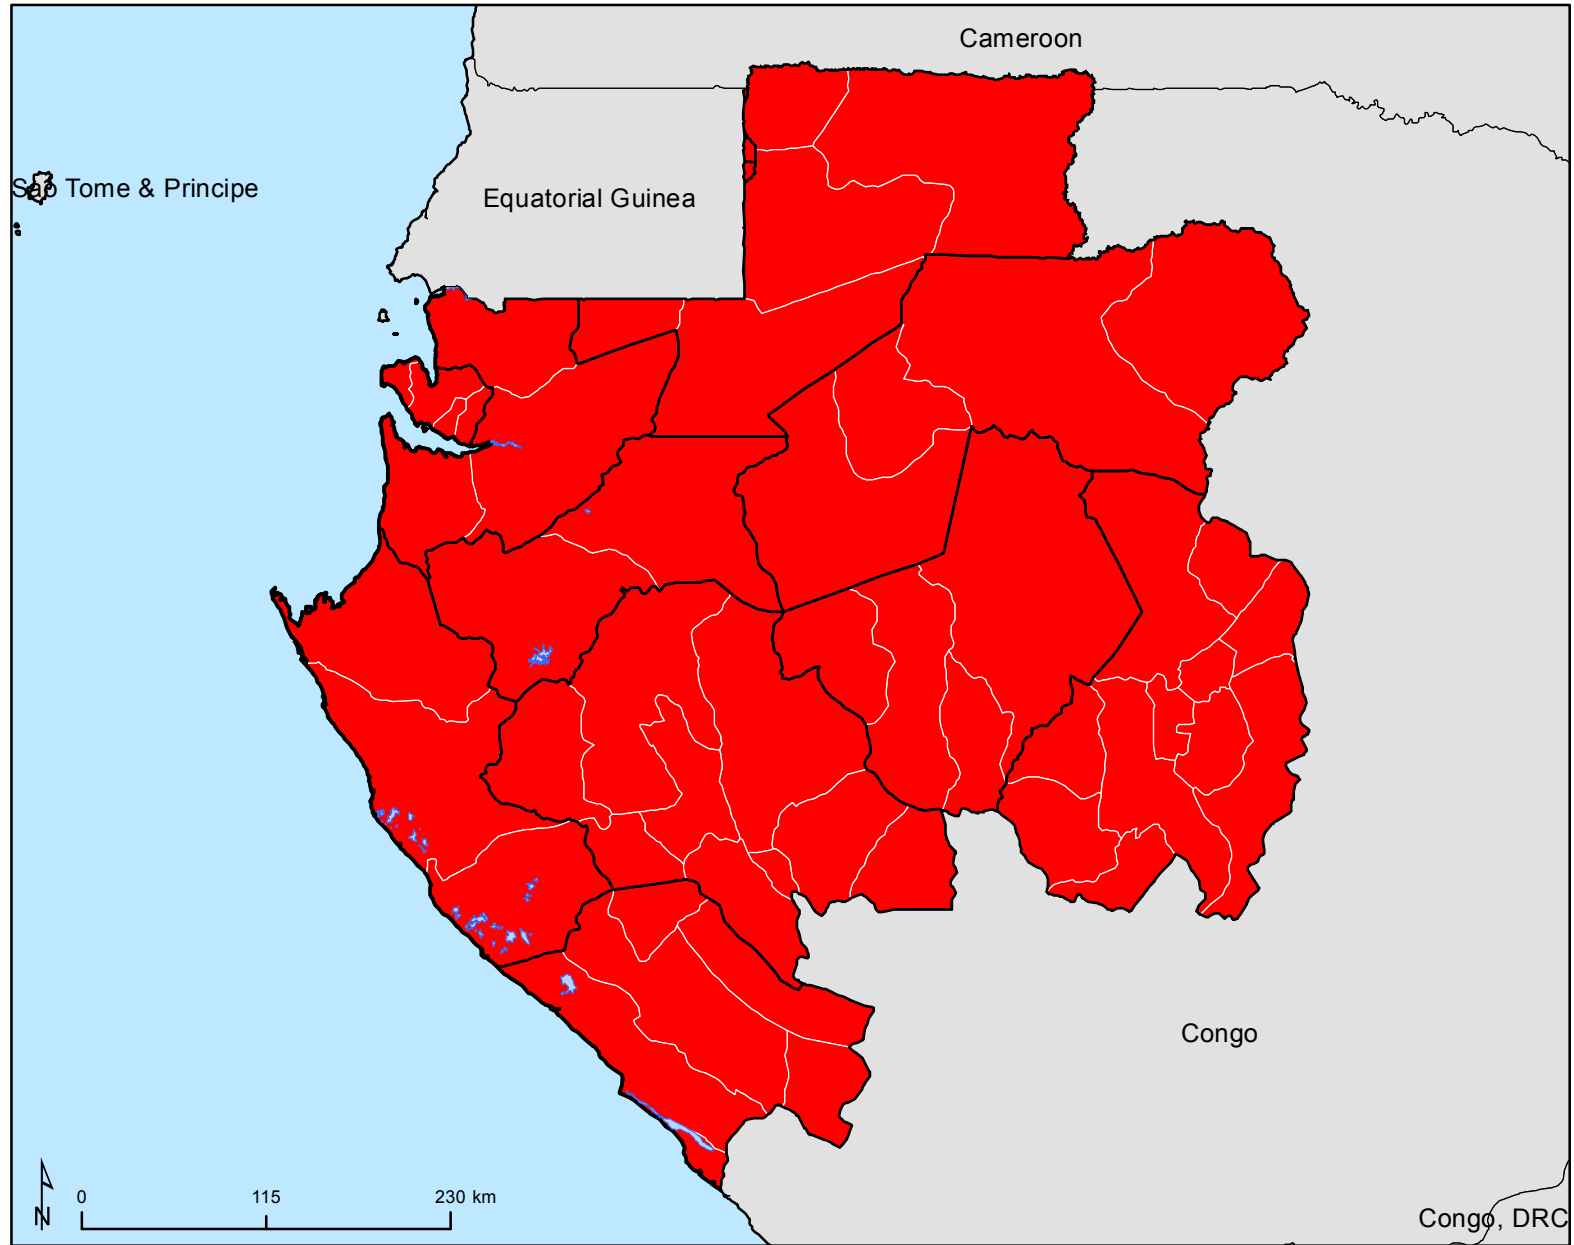 Cameroon
Sao Tome & Principe
Equatorial Guinea
Congo
N
0 115 230 km
Congo, DRC